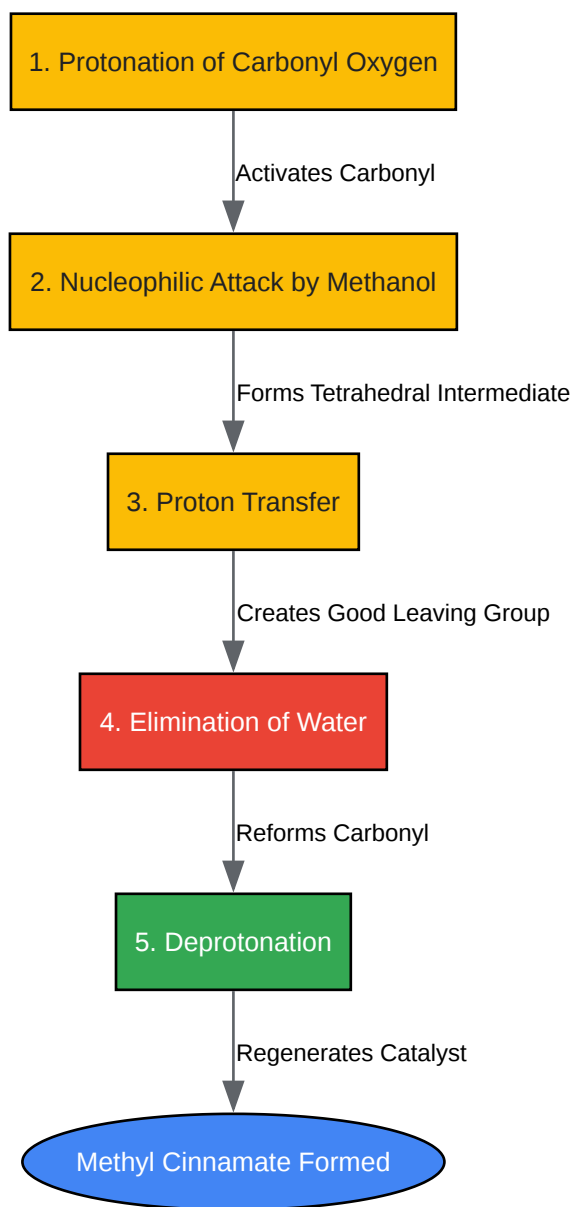 1. Protonation of Carbonyl Oxygen
Activates Carbonyl
2. Nucleophilic Attack by Methanol
Forms Tetrahedral Intermediate
3. Proton Transfer
Creates Good Leaving Group
4. Elimination of Water
Reforms Carbonyl
5. Deprotonation
Regenerates Catalyst
Methyl Cinnamate Formed